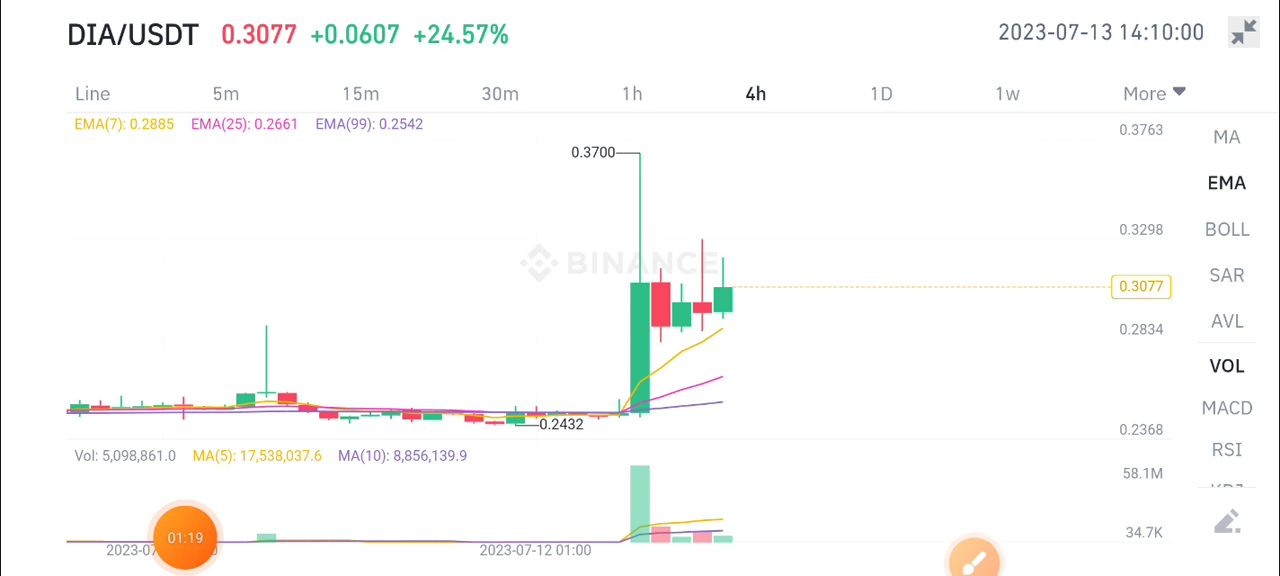 DIA/USDT 0.3077 +0.0607 +24.57% 2023-07-13 14:10:00
Line 5m 15m 30m 1h 4h 1D 1w More
EMA(7): 0.2885 EMA(25): 0.2661 EMA(99): 0.2542
0.3763
MA
0.3700
EMA
0.3298
BOLL
BINANCE
SAR
0.3077
AVL
0.2834
VOL
MACD
0.2432
0.2368
RSI
Vol: 5,098,861.0 MA(5): 17,538,037.6 MA(10): 8,856,139.9
58.1M
34.7K
01:19
2023-07 0 2023-07-12 01:00